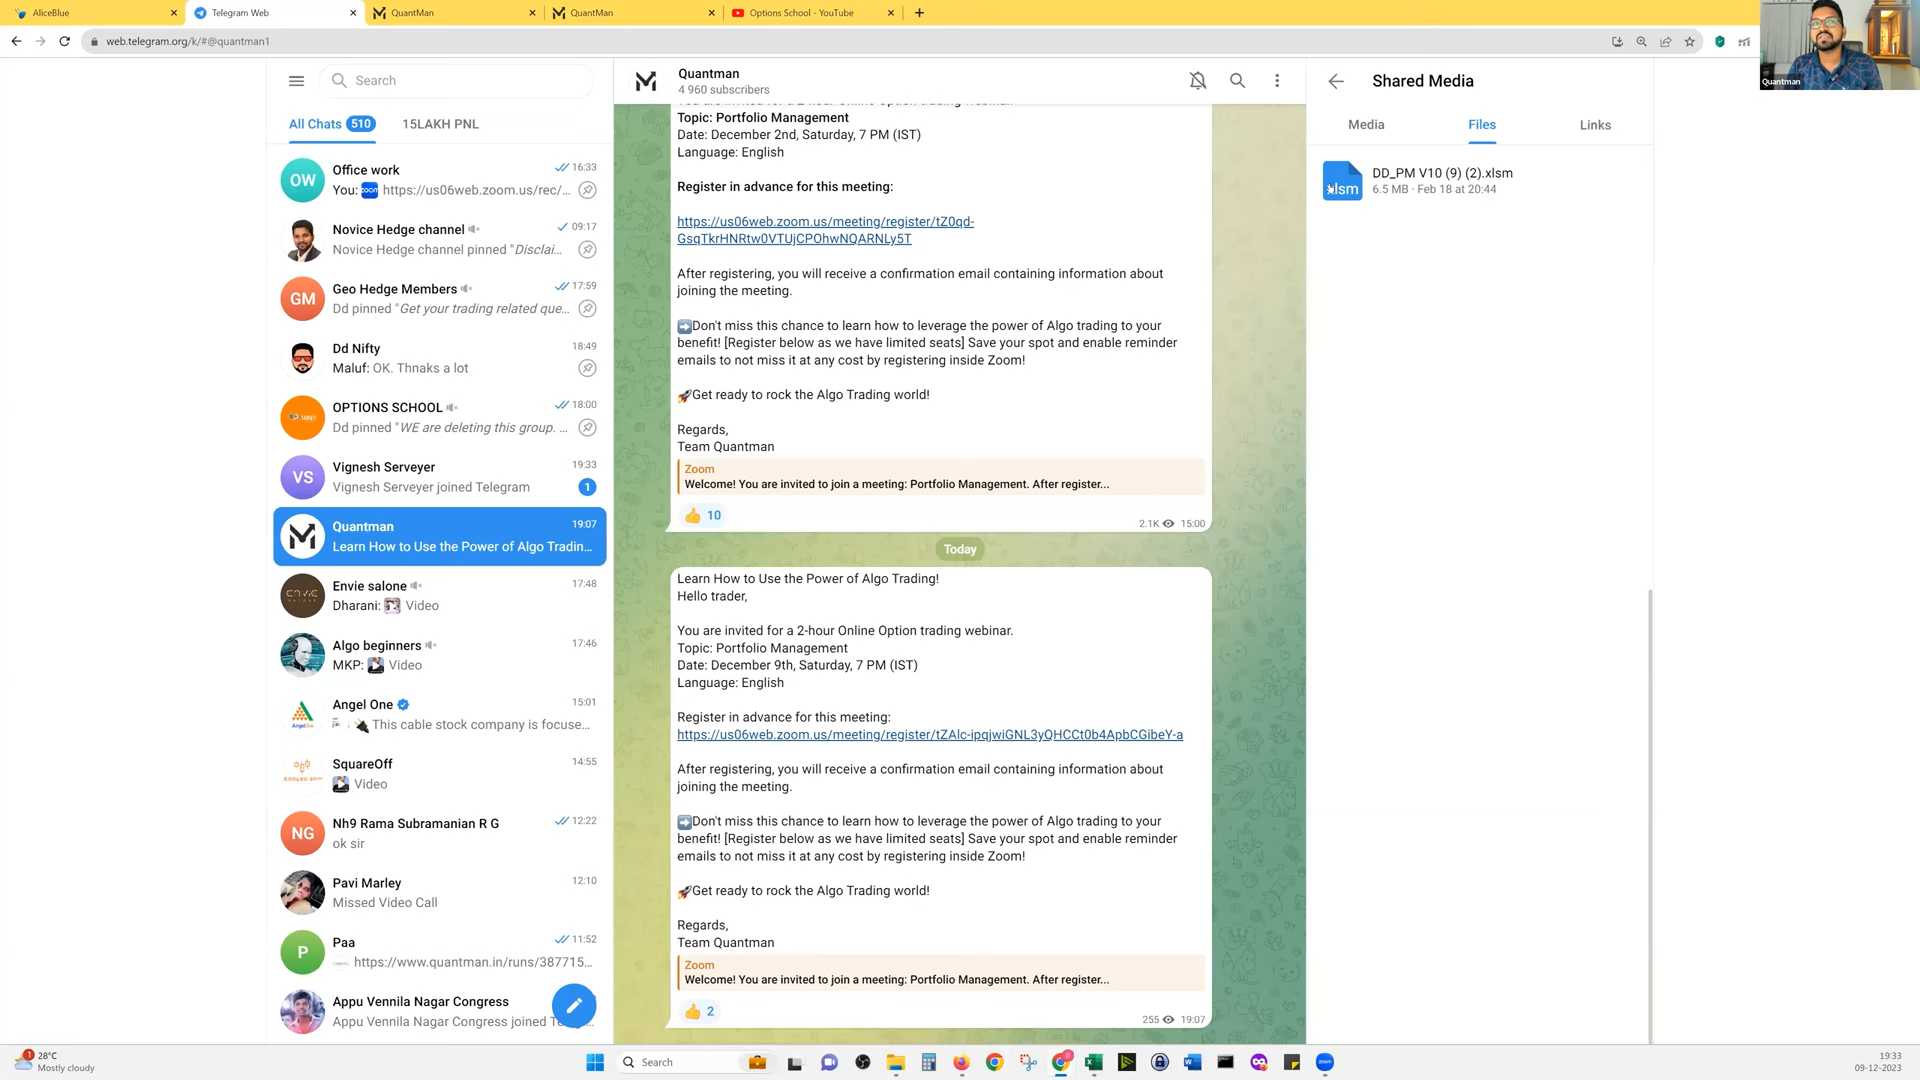 AliceBlue
Telegram Web
QuantMan
QuantMan
Options School - YouTube
web.telegram.org/k/#@quantman1
Quantman
Search
All Chats 510
15LAKH PNL
OW
Office work
16:33
You: zoom https://us06web.zoom.us/rec/...
Novice Hedge channel
09:17
Novice Hedge channel pinned "Disclai...
GM
Geo Hedge Members
17:59
Dd pinned "Get your trading related que...
Dd Nifty
18:49
Maluf: OK. Thnaks a lot
OPTIONS SCHOOL
18:00
Dd pinned "WE are deleting this group. ...
VS
Vignesh Serveyer
19:33
Vignesh Serveyer joined Telegram
1
Quantman
19:07
Learn How to Use the Power of Algo Tradin...
Envie salone
17:48
Dharani: Video
Algo beginners
17:46
MKP: Video
Angel One
15:01
This cable stock company is focuse...
SquareOff
14:55
Video
NG
Nh9 Rama Subramanian R G
12:22
ok sir
Pavi Marley
12:10
Missed Video Call
P
Paa
11:52
https://www.quantman.in/runs/387715...
Appu Vennila Nagar Congress
Appu Vennila Nagar Congress joined T
Quantman
4 960 subscribers
Topic: Portfolio Management
Date: December 2nd, Saturday, 7 PM (IST)
Language: English
Register in advance for this meeting:
https://us06web.zoom.us/meeting/register/tZ0qd-
GsqTkrHNRtw0VTUjCPOhwNQARNLy5T
After registering, you will receive a confirmation email containing information about
joining the meeting.
➡️Don't miss this chance to learn how to leverage the power of Algo trading to your
benefit! [Register below as we have limited seats] Save your spot and enable reminder
emails to not miss it at any cost by registering inside Zoom!
🚀Get ready to rock the Algo Trading world!
Regards,
Team Quantman
Zoom
Welcome! You are invited to join a meeting: Portfolio Management. After register...
👍 10
2.1K 15:00
Today
Learn How to Use the Power of Algo Trading!
Hello trader,
You are invited for a 2-hour Online Option trading webinar.
Topic: Portfolio Management
Date: December 9th, Saturday, 7 PM (IST)
Language: English
Register in advance for this meeting:
https://us06web.zoom.us/meeting/register/tZAlc-ipqjwiGNL3yQHCCt0b4ApbCGibeY-a
After registering, you will receive a confirmation email containing information about
joining the meeting.
➡️Don't miss this chance to learn how to leverage the power of Algo trading to your
benefit! [Register below as we have limited seats] Save your spot and enable reminder
emails to not miss it at any cost by registering inside Zoom!
🚀Get ready to rock the Algo Trading world!
Regards,
Team Quantman
Zoom
Welcome! You are invited to join a meeting: Portfolio Management. After register...
👍 2
255 19:07
Shared Media
Media
Files
Links
xlsm
DD_PM V10 (9) (2).xlsm
6.5 MB · Feb 18 at 20:44
1
28°C
Mostly cloudy
Search
19:33
09-12-2023